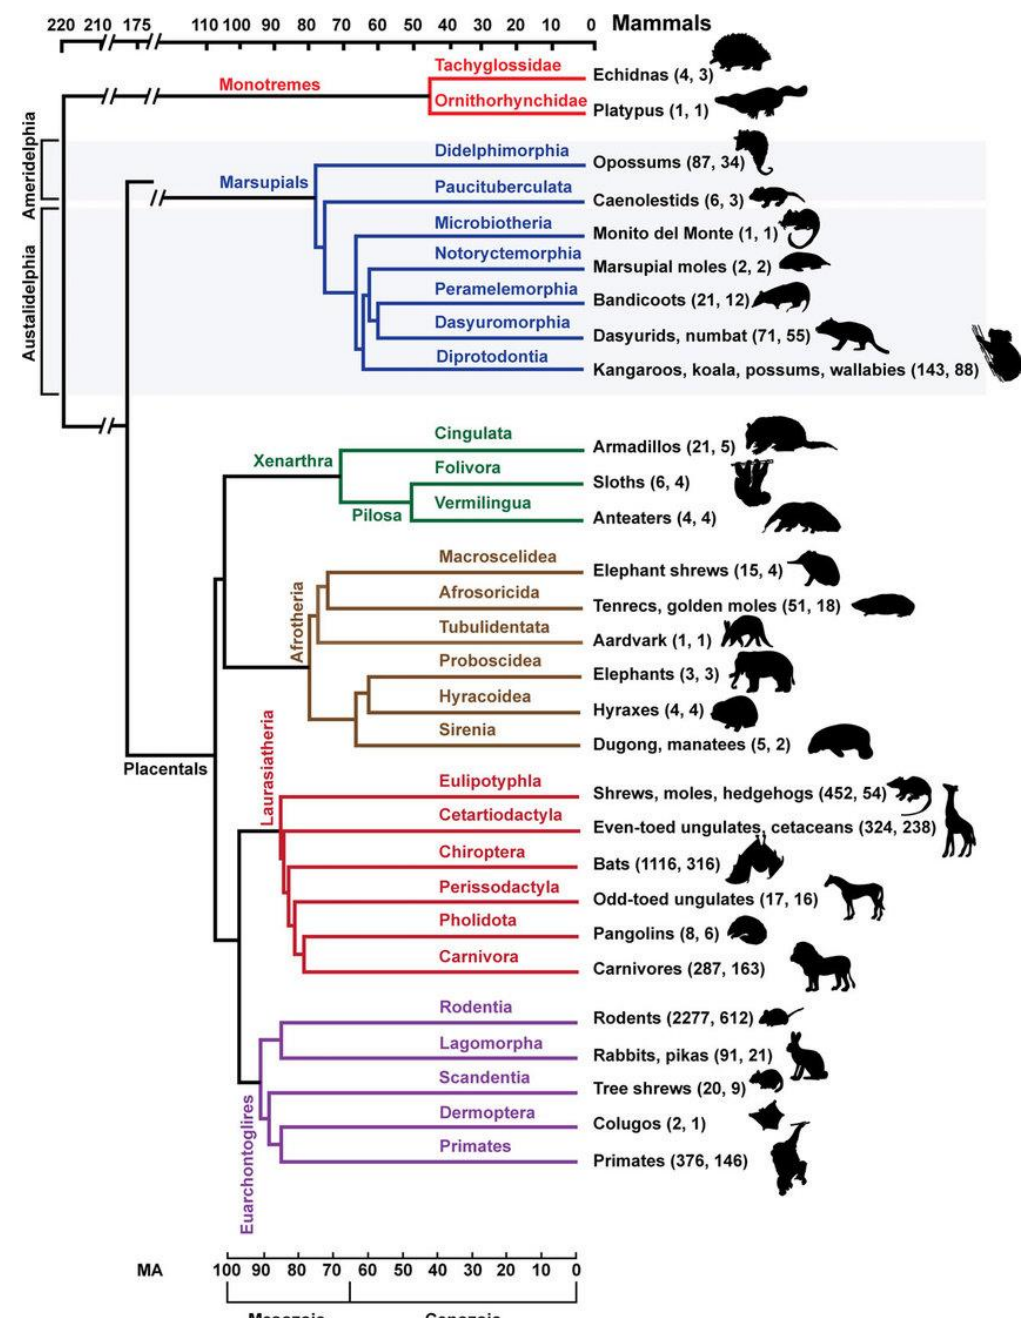 220 210 175 110 100 90 80 70 60 50 40 30 20 10 0 Mammals
Tachyglossidae
Echidnas (4, 3)
Monotremes
Ornithorhynchidae
Platypus (1, 1)
Ameridelphia
Didelphimorphia
Opossums (87, 34)
Marsupials
Paucituberculata
Caenolestids (6, 3)
Austalidelphia
Microbiotheria
Monito del Monte (1, 1)
Notoryctemorphia
Marsupial moles (2, 2)
Peramelemorphia
Bandicoots (21, 12)
Dasyuromorphia
Dasyurids, numbat (71, 55)
Diprotodontia
Kangaroos, koala, possums, wallabies (143, 88)
Cingulata
Armadillos (21, 5)
Xenarthra
Folivora
Sloths (6, 4)
Vermilingua
Pilosa
Anteaters (4, 4)
Macroscelidea
Elephant shrews (15, 4)
Afrotheria
Afrosoricida
Tenrecs, golden moles (51, 18)
Tubulidentata
Aardvark (1, 1)
Proboscidea
Elephants (3, 3)
Hyracoidea
Hyraxes (4, 4)
Sirenia
Dugong, manatees (5, 2)
Placentals
Laurasiatheria
Eulipotyphla
Shrews, moles, hedgehogs (452, 54)
Cetartiodactyla
Even-toed ungulates, cetaceans (324, 238)
Chiroptera
Bats (1116, 316)
Perissodactyla
Odd-toed ungulates (17, 16)
Pholidota
Pangolins (8, 6)
Carnivora
Carnivores (287, 163)
Rodentia
Rodents (2277, 612)
Lagomorpha
Rabbits, pikas (91, 21)
Scandentia
Tree shrews (20, 9)
Euarchontoglires
Dermoptera
Colugos (2, 1)
Primates
Primates (376, 146)
MA 100 90 80 70 60 50 40 30 20 10 0